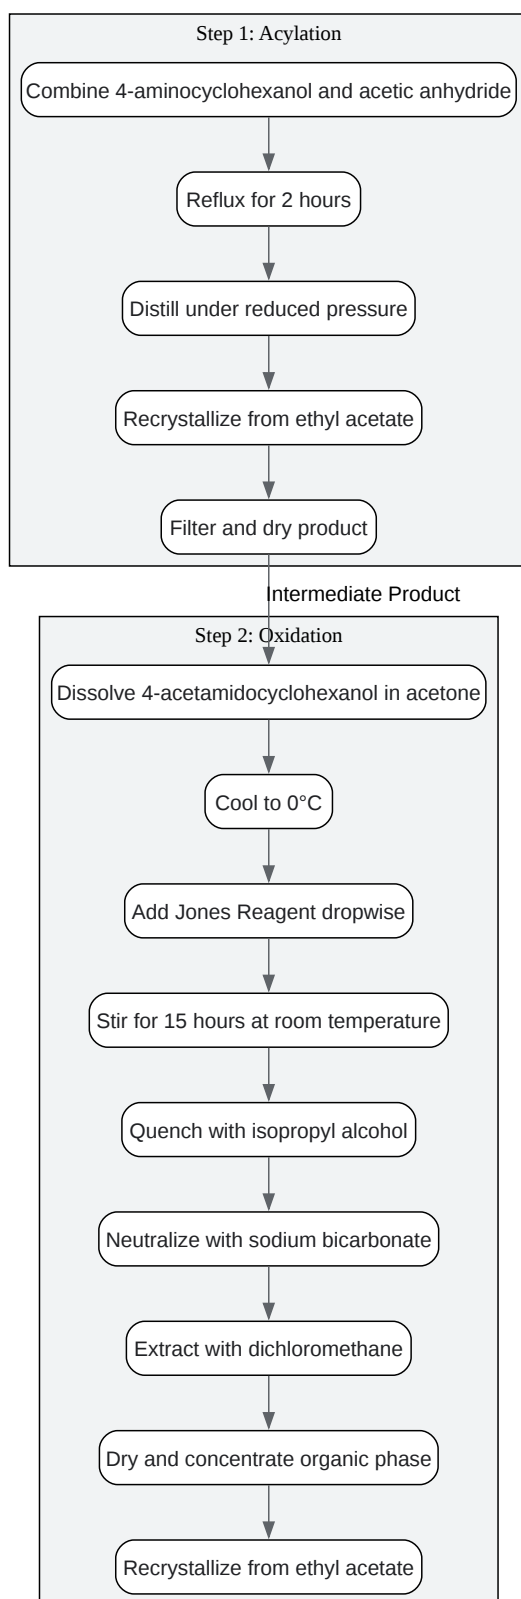 Step 1: Acylation
Combine 4-aminocyclohexanol and acetic anhydride
Reflux for 2 hours
Distill under reduced pressure
Recrystallize from ethyl acetate
Filter and dry product
Intermediate Product
Step 2: Oxidation
Dissolve 4-acetamidocyclohexanol in acetone
Cool to 0°C
Add Jones Reagent dropwise
Stir for 15 hours at room temperature
Quench with isopropyl alcohol
Neutralize with sodium bicarbonate
Extract with dichloromethane
Dry and concentrate organic phase
Recrystallize from ethyl acetate